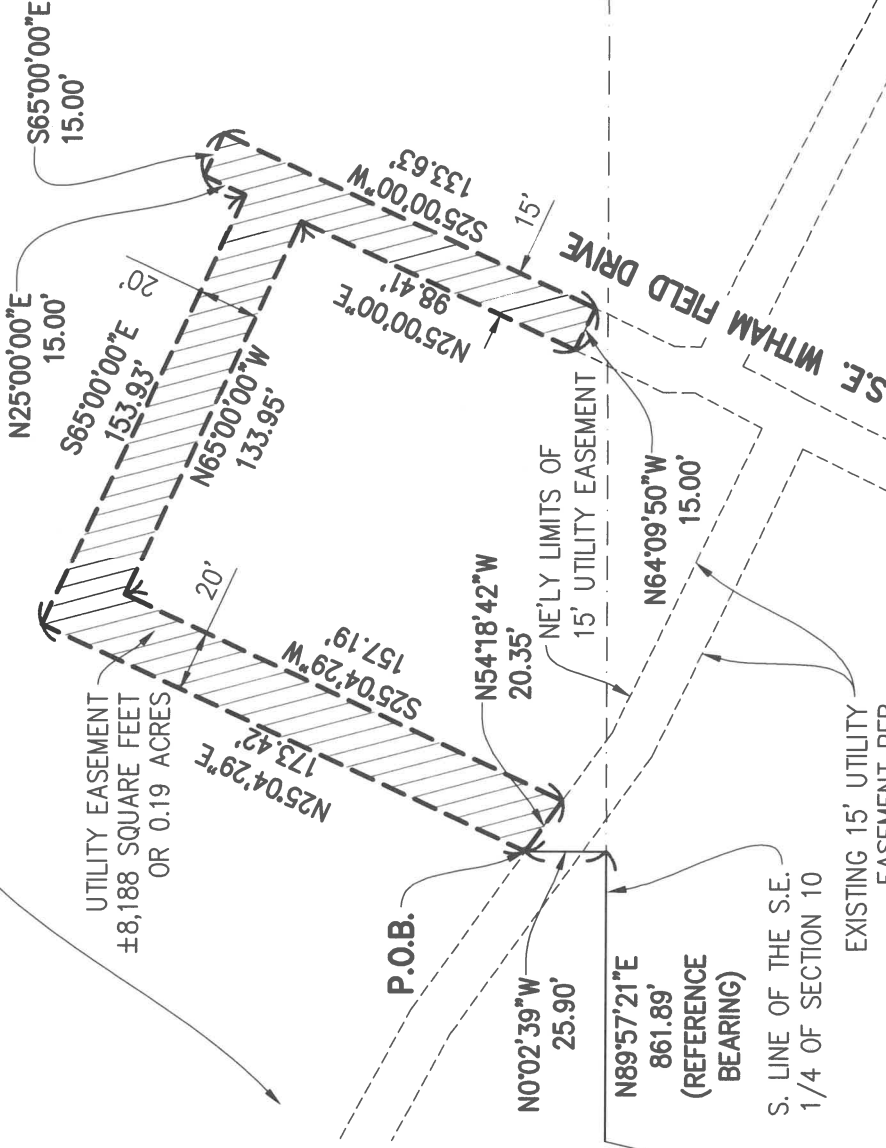 S65°00'00"E
15.00'
N25°00'00"E
15.00'
S65°00'00"E
153.93'
20'
N65°00'00"W
133.95'
S25°00'00"W
133.63'
15'
N25°00'00"E
98.41'
S.E. WITHAM FIELD DRIVE
UTILITY EASEMENT
±8,188 SQUARE FEET
OR 0.19 ACRES
20'
S25°04'29"W
157.19'
N25°04'29"E
173.42'
N54°18'42"W
20.35'
NE'LY LIMITS OF
15' UTILITY EASEMENT
N64°09'50"W
15.00'
P.O.B.
N0°02'39"W
25.90'
N89°57'21"E
861.89'
(REFERENCE
BEARING)
S. LINE OF THE S.E.
1/4 OF SECTION 10
EXISTING 15' UTILITY
EASEMENT PER